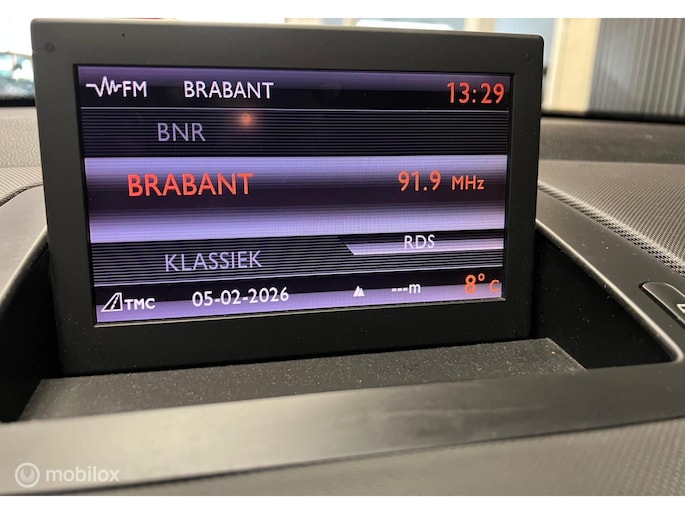 FM BRABANT 13:29
BNR
BRABANT 91.9 MHz
RDS
KLASSIEK
TMC 05-02-2026 ---m 8° C
mobilox